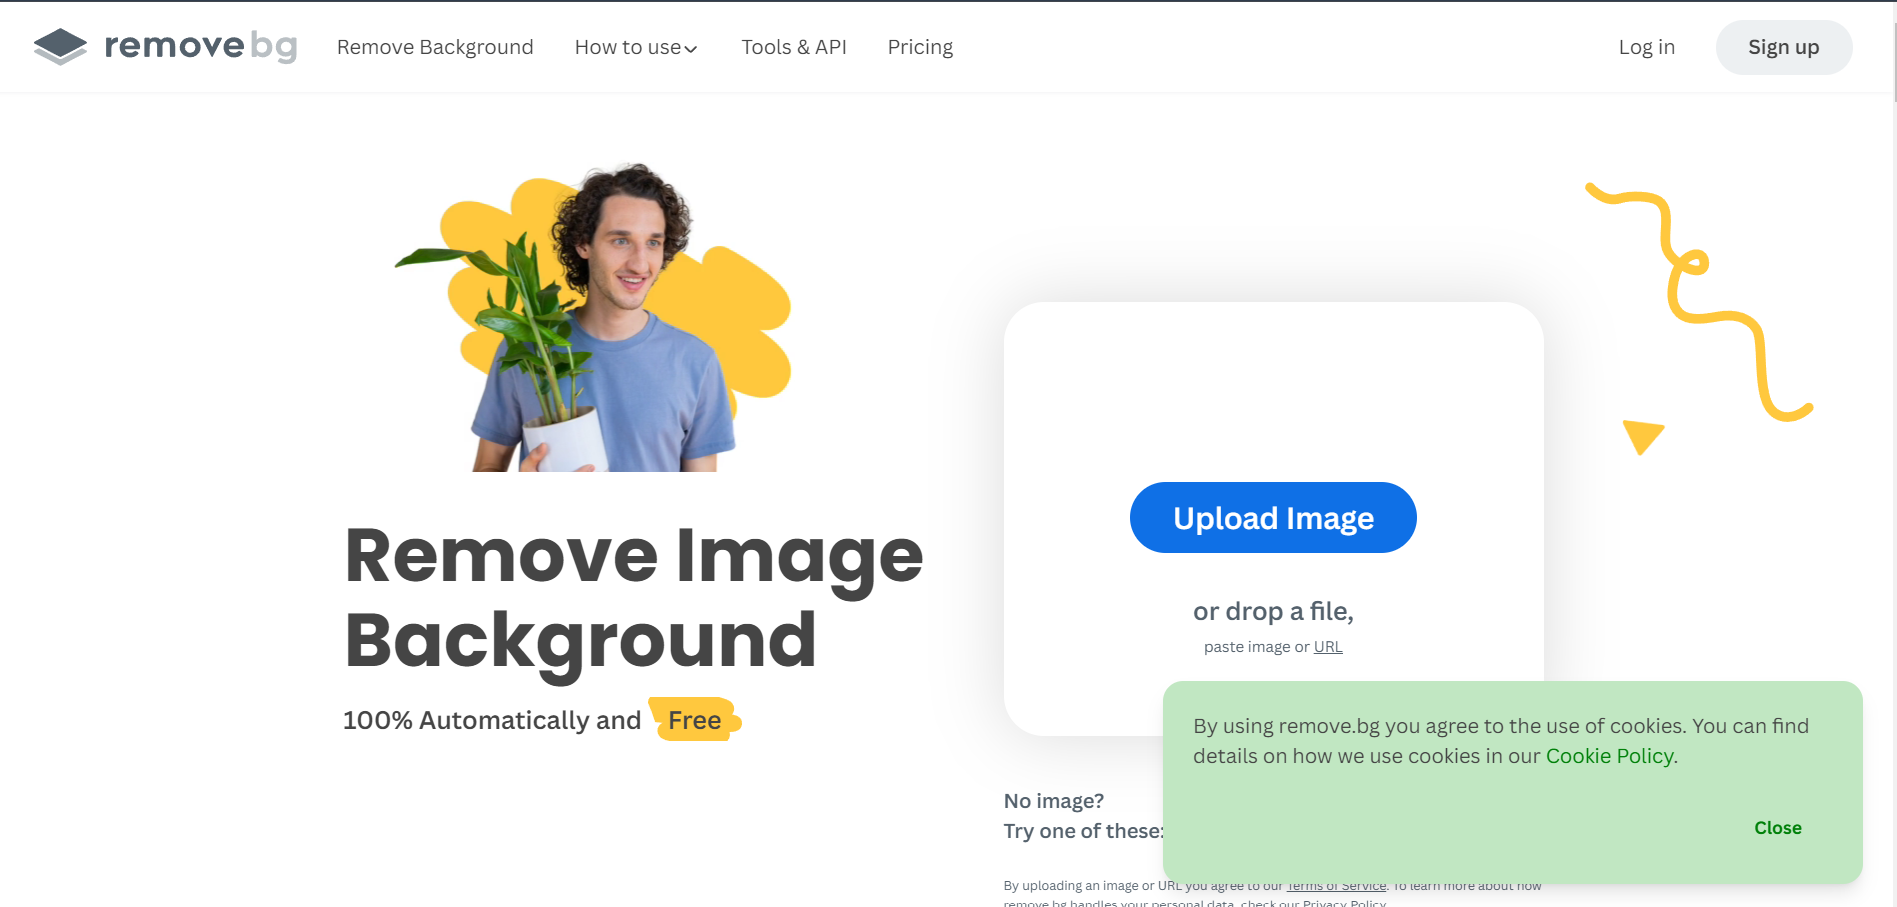 removebg
Remove Background
How to use
Tools & API
Pricing
Log in
Sign up
Remove Image
Background
100% Automatically and Free
Upload Image
or drop a file,
paste image or URL
No image?
Try one of these:
By uploading an image or URL you agree to our Terms of Service. To learn more about how
remove.bg handles your personal data, check our Privacy Policy.
By using remove.bg you agree to the use of cookies. You can find
details on how we use cookies in our Cookie Policy.
Close